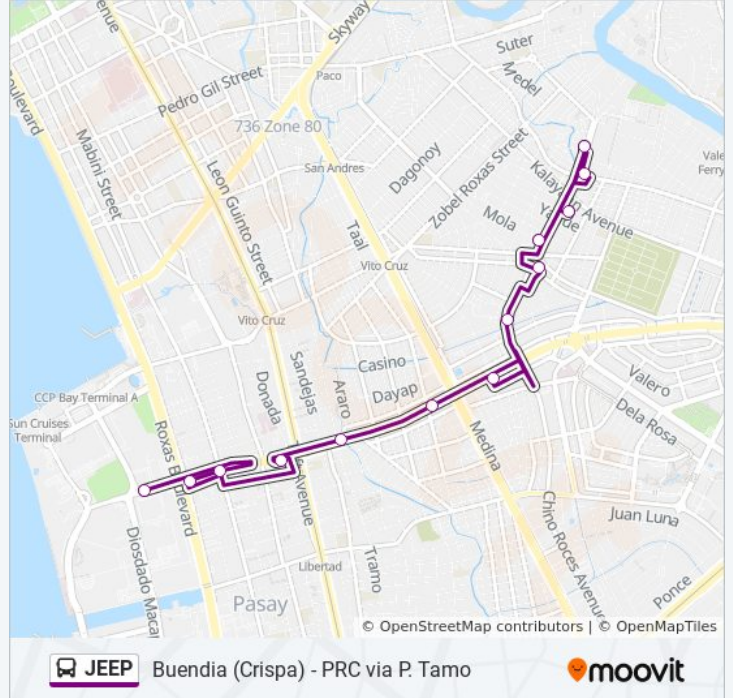 enue
Skyway
Suter
Paco
Medel
Pedro Gil Street
Boulevard
736 Zone 80
Mabini Street
Leon Guinto Street
San Andres
Dagonoy
Zobel Roxas Street
Kalayaan Avenue
Vale
Ferry
Mola
Taal
Vito Cruz
Vito Cruz
Casino
Sandejas
Donada
Araro
Dayap
Valero
CCP Bay Terminal A
Sun Cruises
Terminal
Dela Rosa
Roxas Boulevard
Avenue
Medina
Chino Roces Avenue
Juan Luna
Diosdado Macap
Libertad
Tramo
Pasay
Ponce
© OpenStreetMap contributors | © OpenMapTiles
JEEP Buendia (Crispa) - PRC via P. Tamo
moovit